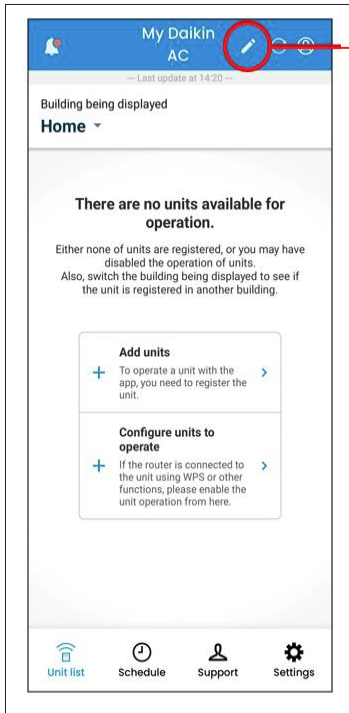 My Daikin
AC
— Last update at 14:20 —
Building being displayed
Home
There are no units available for
operation.
Either none of units are registered, or you may have
disabled the operation of units.
Also, switch the building being displayed to see if
the unit is registered in another building.
Add units
To operate a unit with the
app, you need to register the
unit.
Configure units to
operate
If the router is connected to
the unit using WPS or other
functions, please enable the
unit operation from here.
Unit list
Schedule
Support
Settings